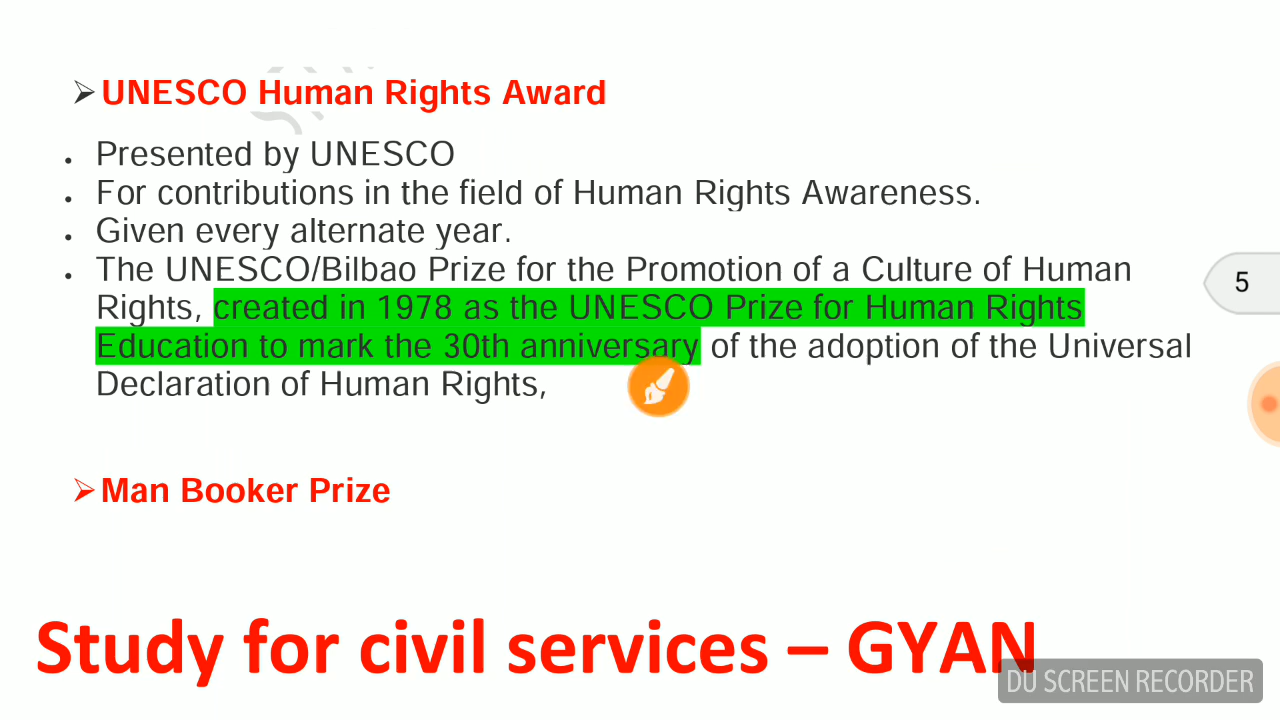 ➢ UNESCO Human Rights Award
• Presented by UNESCO
• For contributions in the field of Human Rights Awareness.
• Given every alternate year.
• The UNESCO/Bilbao Prize for the Promotion of a Culture of Human
Rights, created in 1978 as the UNESCO Prize for Human Rights
Education to mark the 30th anniversary of the adoption of the Universal
Declaration of Human Rights,
5
➢ Man Booker Prize
Study for civil services – GYAN
DU SCREEN RECORDER